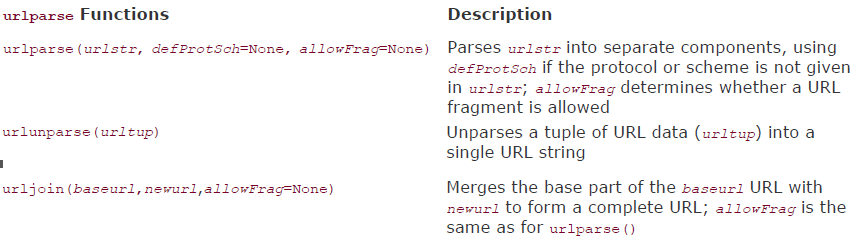 urlparse Functions Description
urlparse(urlstr, defProtSch=None, allowFrag=None) Parses urlstr into separate components, using
defProtSch if the protocol or scheme is not given
in urlstr; allowFrag determines whether a URL
fragment is allowed
urlunparse(urltup) Unparses a tuple of URL data (urltup) into a
single URL string
urljoin(baseurl,newurl,allowFrag=None) Merges the base part of the baseurl URL with
newurl to form a complete URL; allowFrag is the
same as for urlparse()